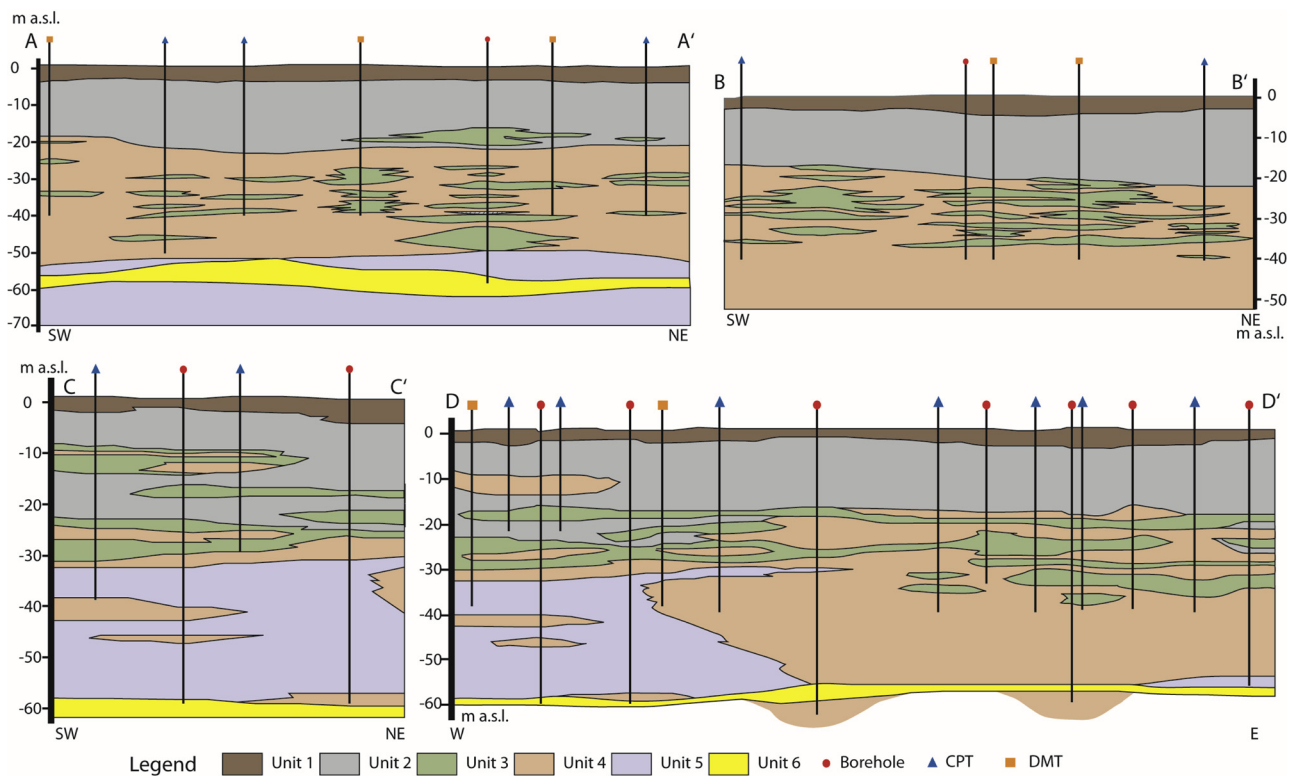 m a.s.l.
A
A‘
0
-10
-20
-30
-40
-50
-60
-70
SW
NE
B
B‘
0
-10
-20
-30
-40
-50
SW
NE
m a.s.l.
m a.s.l.
C
C‘
0
-10
-20
-30
-40
-50
-60
SW
NE
m a.s.l.
D
D‘
0
-10
-20
-30
-40
-50
-60
m a.s.l.
W
E
Legend Unit 1 Unit 2 Unit 3 Unit 4 Unit 5 Unit 6 Borehole CPT DMT